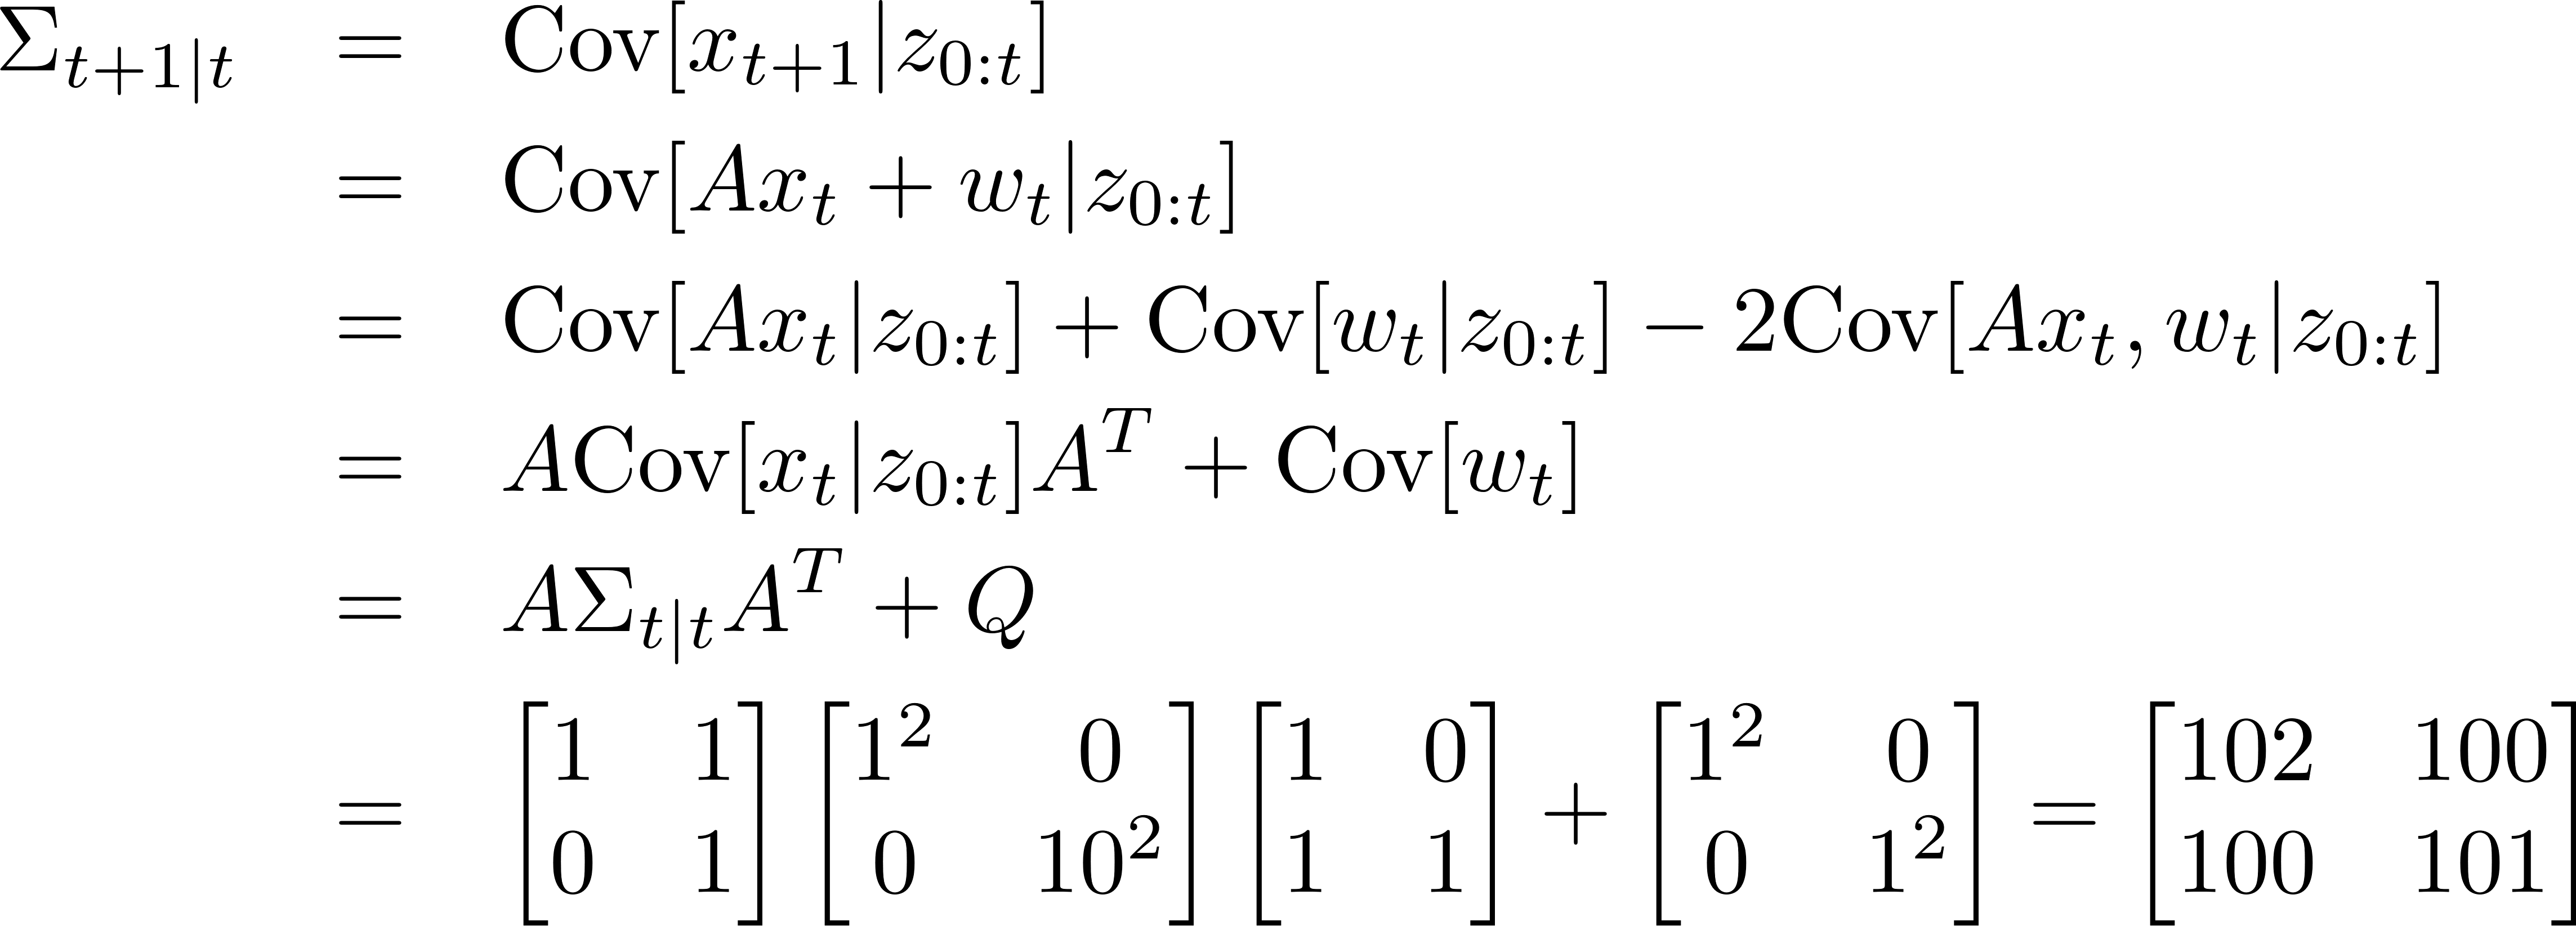 Σ_{t+1|t} = Cov[x_{t+1}|z_{0:t}]
= Cov[Ax_t + w_t|z_{0:t}]
= Cov[Ax_t|z_{0:t}] + Cov[w_t|z_{0:t}] − 2Cov[Ax_t, w_t|z_{0:t}]
= ACov[x_t|z_{0:t}]A^T + Cov[w_t]
= AΣ_{t|t}A^T + Q
= [1 1; 0 1] [1^2 0; 0 10^2] [1 0; 1 1] + [1^2 0; 0 1^2] = [102 100; 100 101]